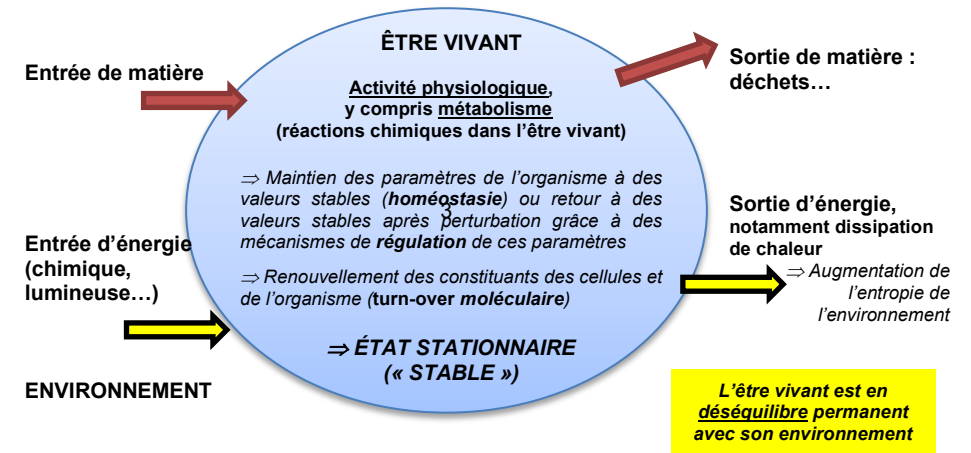 ÊTRE VIVANT
Entrée de matière
Sortie de matière :
déchets…
Activité physiologique,
y compris métabolisme
(réactions chimiques dans l’être vivant)
⇒ Maintien des paramètres de l’organisme à des
valeurs stables (homéostasie) ou retour à des
3
valeurs stables après perturbation grâce à des
mécanismes de régulation de ces paramètres
⇒ Renouvellement des constituants des cellules et
de l’organisme (turn-over moléculaire)
⇒ ÉTAT STATIONNAIRE
(« STABLE »)
Entrée d’énergie
(chimique,
lumineuse…)
Sortie d’énergie,
notamment dissipation
de chaleur
⇒ Augmentation de
l’entropie de
l’environnement
ENVIRONNEMENT
L’être vivant est en
déséquilibre permanent
avec son environnement